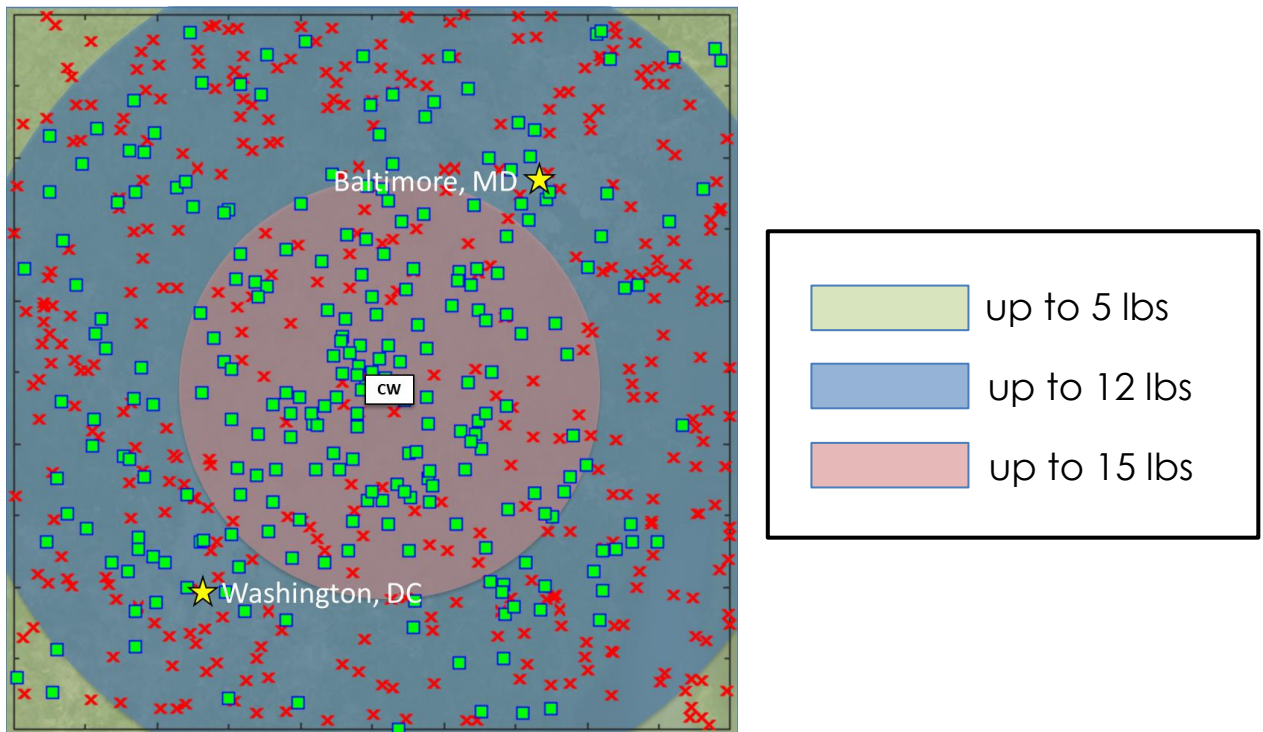 Baltimore, MD
CW
Washington, DC
up to 5 lbs
up to 12 lbs
up to 15 lbs